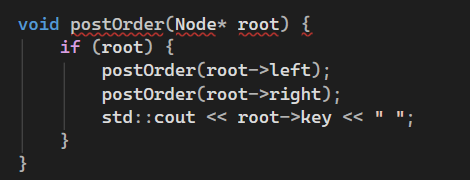 void postOrder(Node* root) {
    if (root) {
        postOrder(root->left);
        postOrder(root->right);
        std::cout << root->key << " ";
    }
}